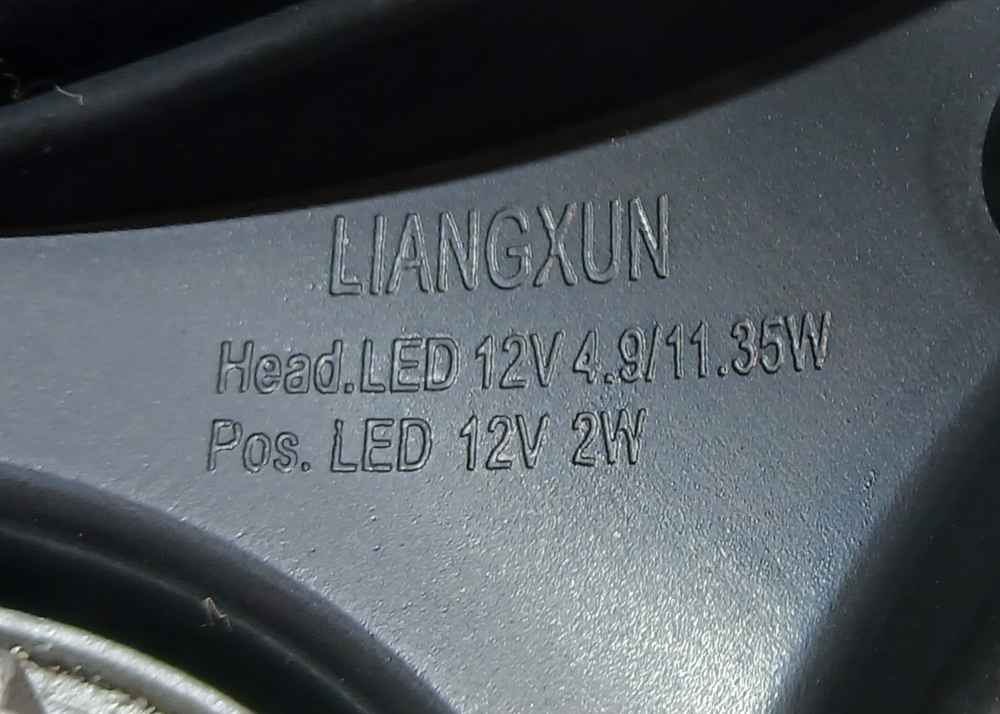 LIANGXUN
Head.LED 12V 4.9/11.35W
Pos. LED 12V 2W